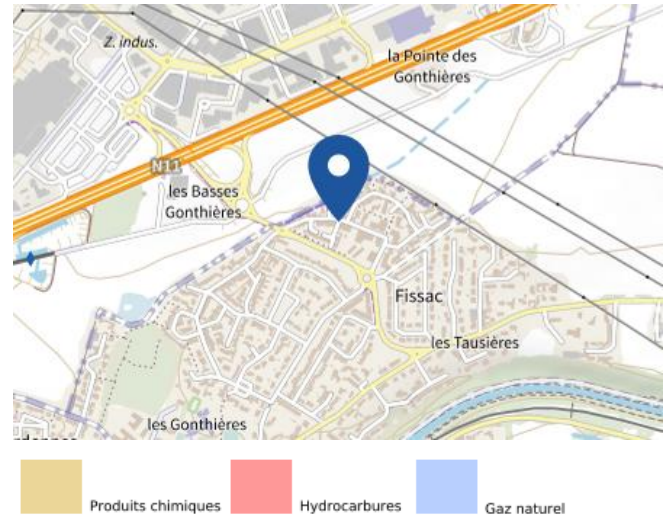 Z. indus.
la Pointe des
Gonthières
N11
les Basses
Gonthières
Fissac
les Tausières
les Gonthières
Produits chimiques
Hydrocarbures
Gaz naturel